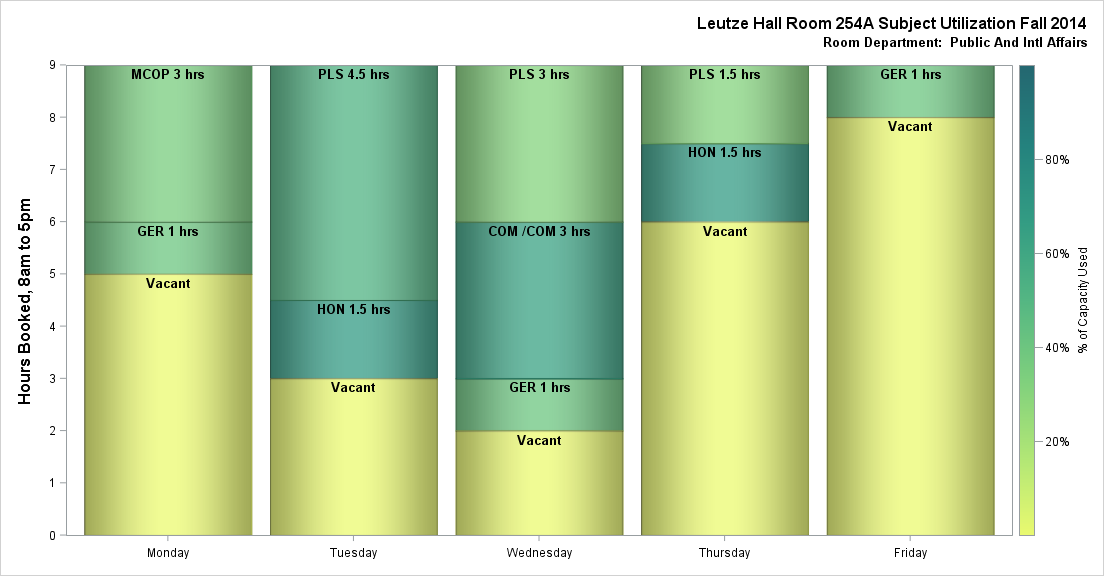 Leutze Hall Room 254A Subject Utilization Fall 2014
Room Department: Public And Intl Affairs
Hours Booked, 8am to 5pm
9
8
7
6
5
4
3
2
1
0
MCOP 3 hrs
GER 1 hrs
Vacant
PLS 4.5 hrs
HON 1.5 hrs
Vacant
PLS 3 hrs
COM /COM 3 hrs
GER 1 hrs
Vacant
PLS 1.5 hrs
HON 1.5 hrs
Vacant
GER 1 hrs
Vacant
Monday
Tuesday
Wednesday
Thursday
Friday
80%
60%
40%
20%
% of Capacity Used